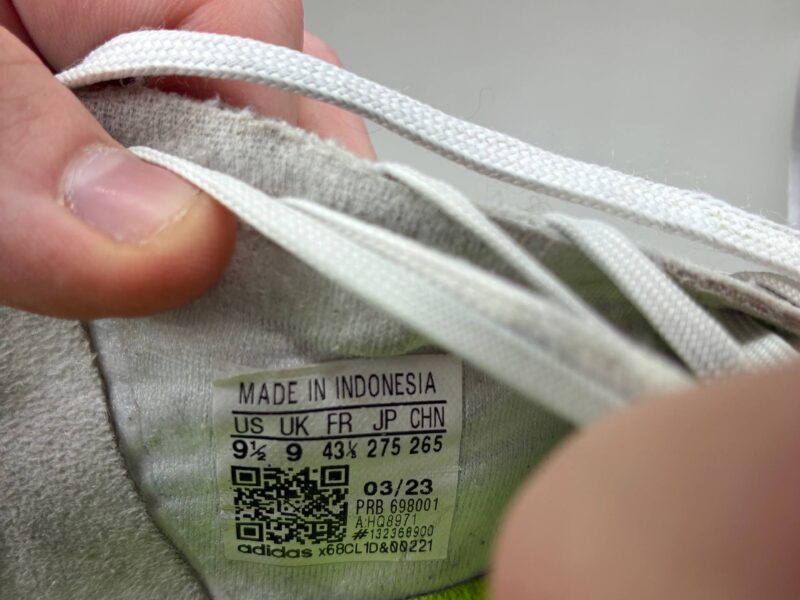 MADE IN INDONESIA
US UK FR JP CHN
9½ 9 43⅓ 275 265
03/23
PRB 698001
A:HQ8971
#132368900
adidas x68CL1D&00221